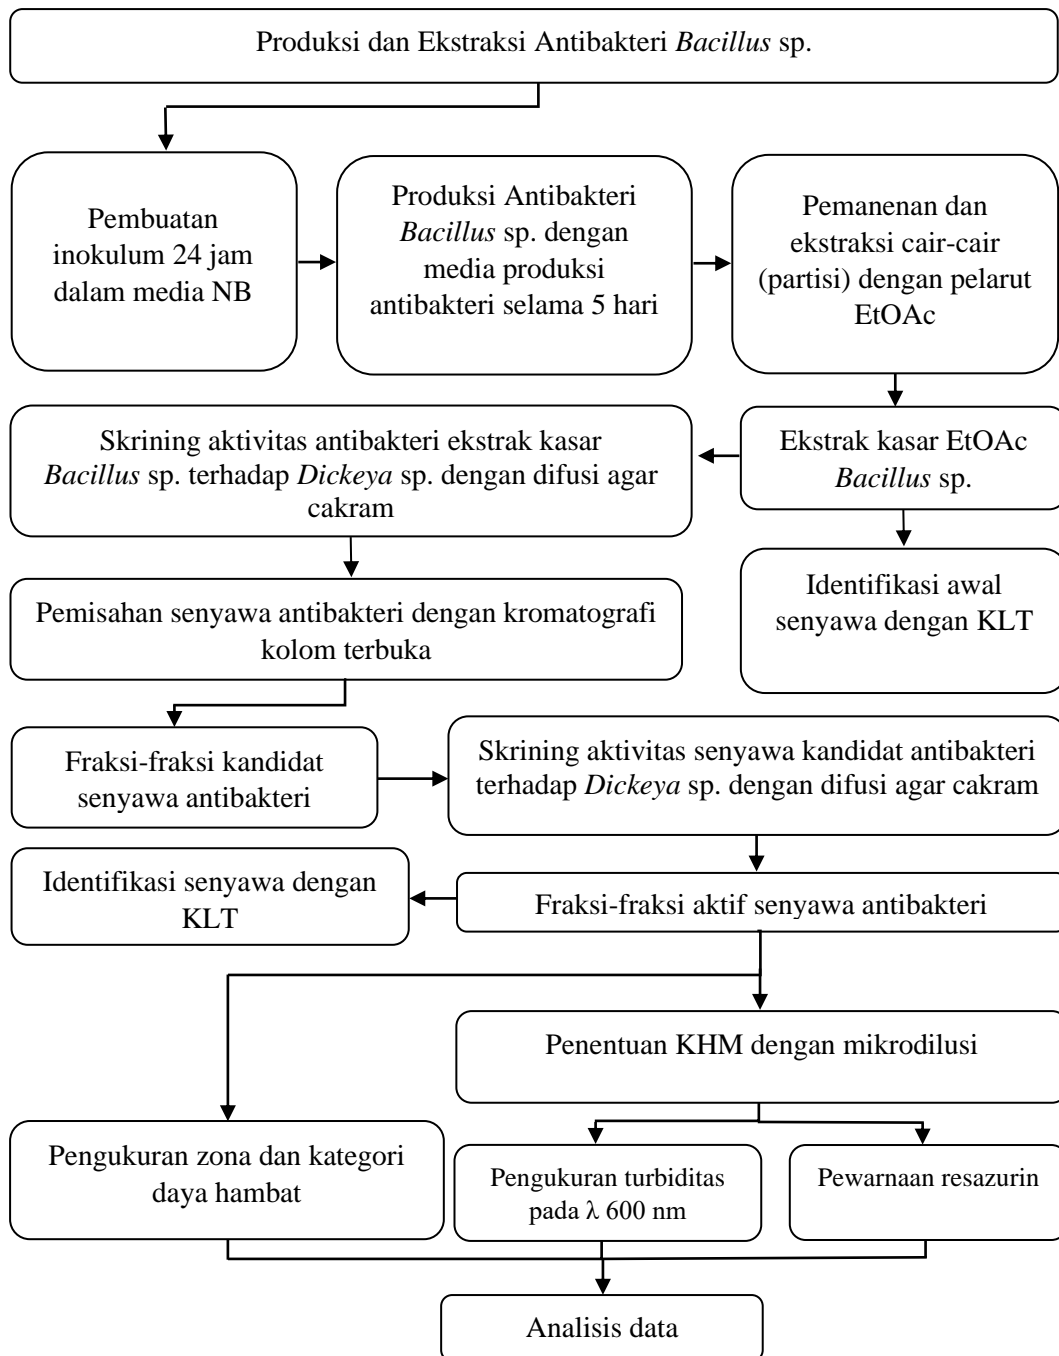 Produksi dan Ekstraksi Antibakteri Bacillus sp.
Pembuatan
inokulum 24 jam
dalam media NB
Produksi Antibakteri
Bacillus sp. dengan
media produksi
antibakteri selama 5 hari
Pemanenan dan
ekstraksi cair-cair
(partisi) dengan pelarut
EtOAc
Skrining aktivitas antibakteri ekstrak kasar
Bacillus sp. terhadap Dickeya sp. dengan difusi agar
cakram
Ekstrak kasar EtOAc
Bacillus sp.
Identifikasi awal
senyawa dengan KLT
Pemisahan senyawa antibakteri dengan kromatografi
kolom terbuka
Fraksi-fraksi kandidat
senyawa antibakteri
Skrining aktivitas senyawa kandidat antibakteri
terhadap Dickeya sp. dengan difusi agar cakram
Identifikasi senyawa dengan
KLT
Fraksi-fraksi aktif senyawa antibakteri
Penentuan KHM dengan mikrodilusi
Pengukuran zona dan kategori
daya hambat
Pengukuran turbiditas
pada λ 600 nm
Pewarnaan resazurin
Analisis data